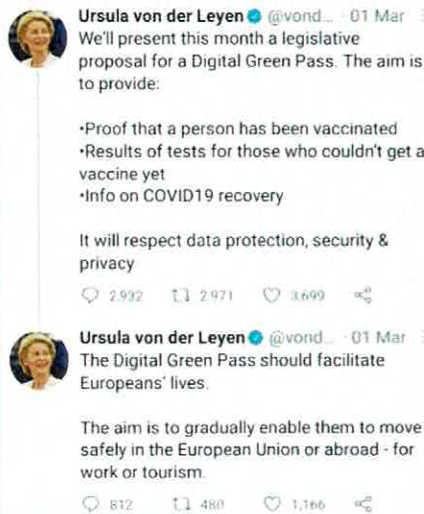 Ursula von der Leyen @vond... · 01 Mar
We'll present this month a legislative
proposal for a Digital Green Pass. The aim is
to provide:
•Proof that a person has been vaccinated
•Results of tests for those who couldn't get a
vaccine yet
•Info on COVID19 recovery
It will respect data protection, security &
privacy
2.932 2.971 3.699
Ursula von der Leyen @vond... · 01 Mar
The Digital Green Pass should facilitate
Europeans' lives.
The aim is to gradually enable them to move
safely in the European Union or abroad - for
work or tourism.
812 480 1,166